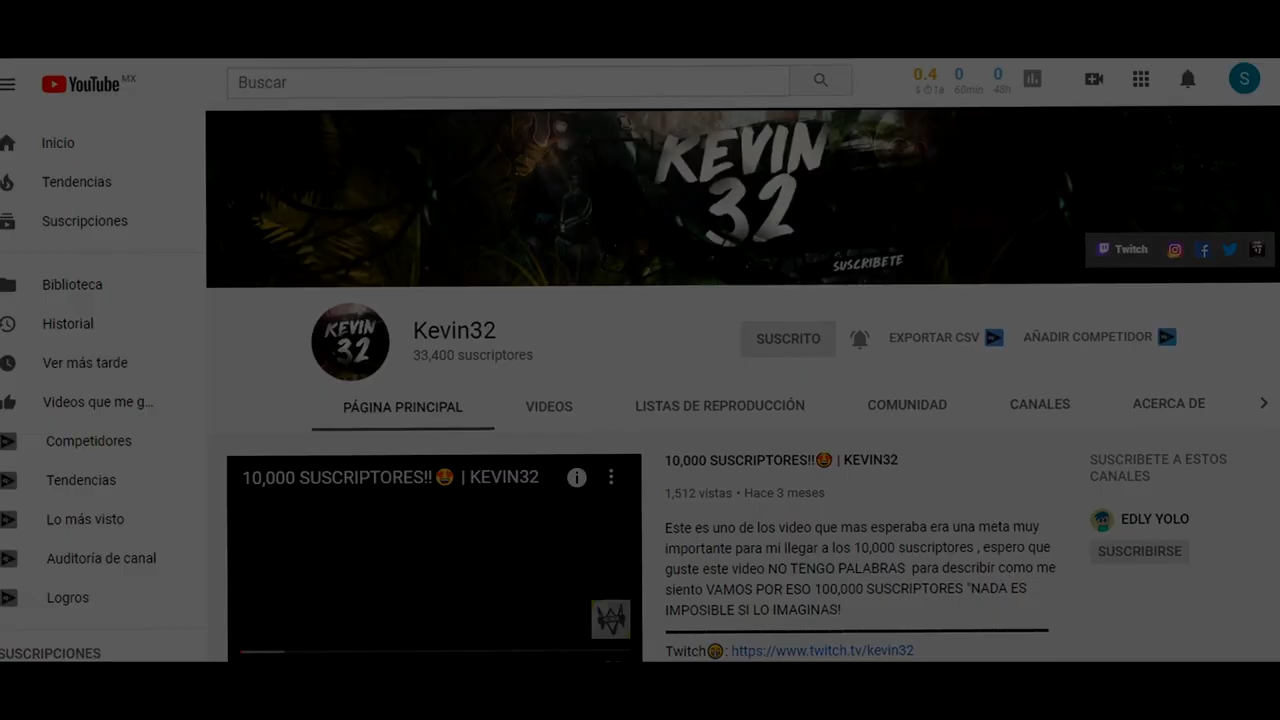 YouTube MX
Buscar
0.4 0 0
$ 1a 60min 48h
S
Inicio
Tendencias
Suscripciones
Biblioteca
Historial
Ver más tarde
Videos que me g...
Competidores
Tendencias
Lo más visto
Auditoría de canal
Logros
SUSCRIPCIONES
KEVIN
32
SUSCRIBETE
Twitch
KEVIN
32
Kevin32
33,400 suscriptores
SUSCRITO
EXPORTAR CSV
AÑADIR COMPETIDOR
PÁGINA PRINCIPAL
VIDEOS
LISTAS DE REPRODUCCIÓN
COMUNIDAD
CANALES
ACERCA DE
10,000 SUSCRIPTORES!!🤩 | KEVIN32
10,000 SUSCRIPTORES!!🤩 | KEVIN32
1,512 vistas • Hace 3 meses
Este es uno de los video que mas esperaba era una meta muy
importante para mi llegar a los 10,000 suscriptores , espero que
guste este video NO TENGO PALABRAS para describir como me
siento VAMOS POR ESO 100,000 SUSCRIPTORES "NADA ES
IMPOSIBLE SI LO IMAGINAS!
Twitch😁: https://www.twitch.tv/kevin32
SUSCRIBETE A ESTOS
CANALES
EDLY YOLO
SUSCRIBIRSE